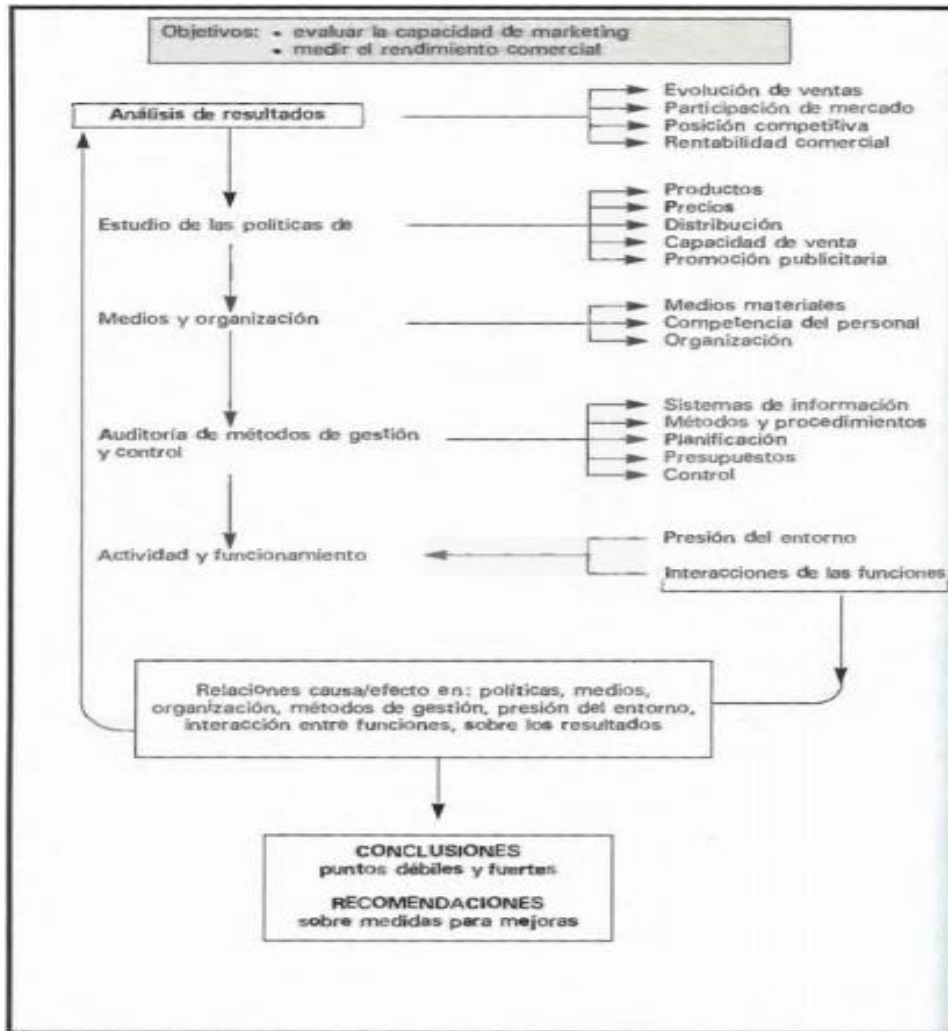 Objetivos: • evaluar la capacidad de marketing
• medir el rendimiento comercial
Análisis de resultados
Evolución de ventas
Participación de mercado
Posición competitiva
Rentabilidad comercial
Estudio de las políticas de
Productos
Precios
Distribución
Capacidad de venta
Promoción publicitaria
Medios y organización
Medios materiales
Competencia del personal
Organización
Auditoría de métodos de gestión
y control
Sistemas de información
Métodos y procedimientos
Planificación
Presupuestos
Control
Actividad y funcionamiento
Presión del entorno
Interacciones de las funciones
Relaciones causa/efecto en: políticas, medios,
organización, métodos de gestión, presión del entorno,
interacción entre funciones, sobre los resultados
CONCLUSIONES
puntos débiles y fuertes
RECOMENDACIONES
sobre medidas para mejoras